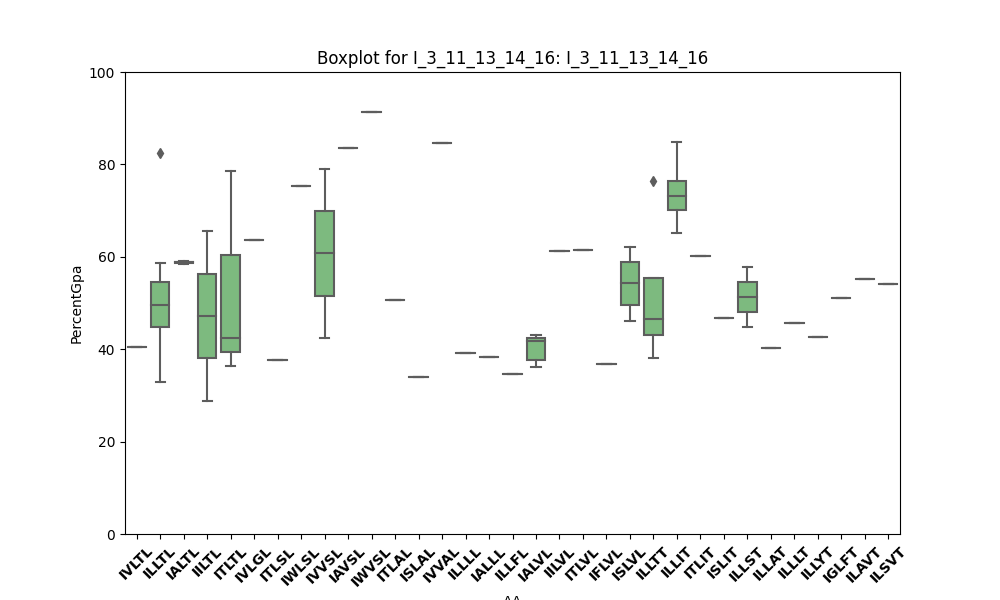 Boxplot for I_3_11_13_14_16: I_3_11_13_14_16
100
80
60
40
20
0
PercentGpa
IVLTL
ILLTL
IALTL
IILTL
ITLTL
IVLGL
ITLSL
IWLSL
IVVSL
IAVSL
IWVSL
ITLAL
ISLAL
IVVAL
ILLLL
IALLL
ILLFL
IALVL
IILVL
ITLVL
IFLVL
ISLVL
ILLTT
ILLIT
ITLIT
ISLIT
ILLST
ILLAT
ILLLT
ILLYT
IGLFT
ILAVT
ILSVT
AA